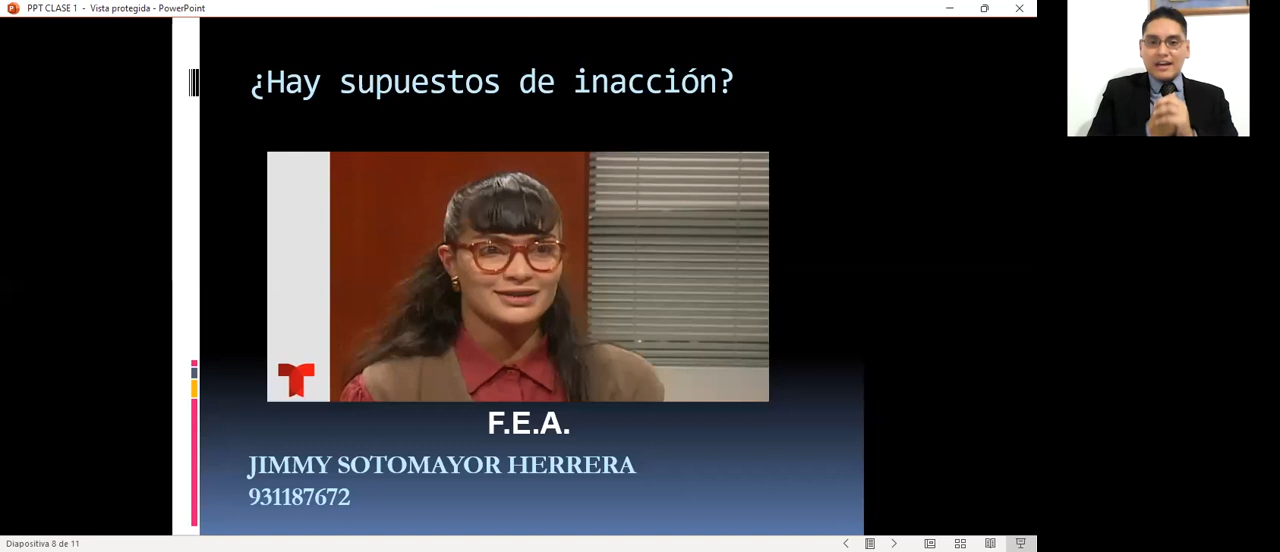 PPT CLASE 1 - Vista protegida - PowerPoint
¿Hay supuestos de inacción?
F.E.A.
JIMMY SOTOMAYOR HERRERA
931187672
Diapositiva 8 de 11